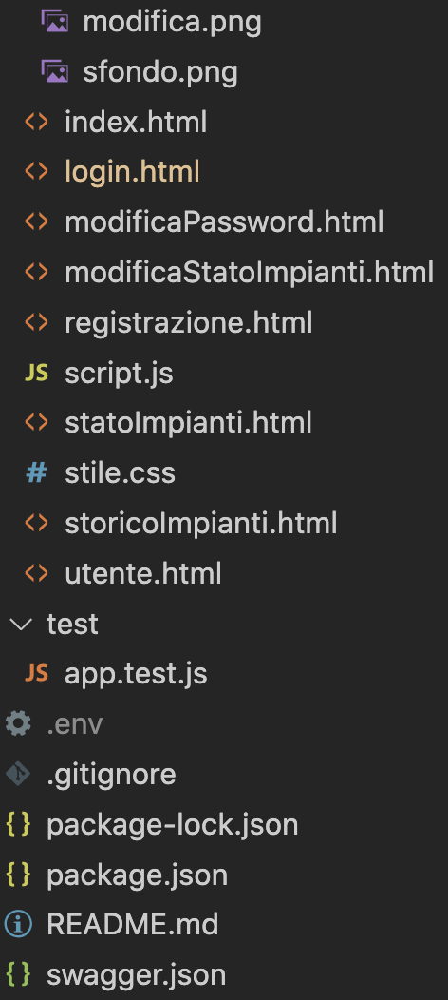 modifica.png
sfondo.png
<> index.html
<> login.html
<> modificaPassword.html
<> modificaStatoImpianti.html
<> registrazione.html
JS script.js
<> statoImpianti.html
# stile.css
<> storicoImpianti.html
<> utente.html
test
JS app.test.js
.env
.gitignore
{} package-lock.json
{} package.json
README.md
{} swagger.json